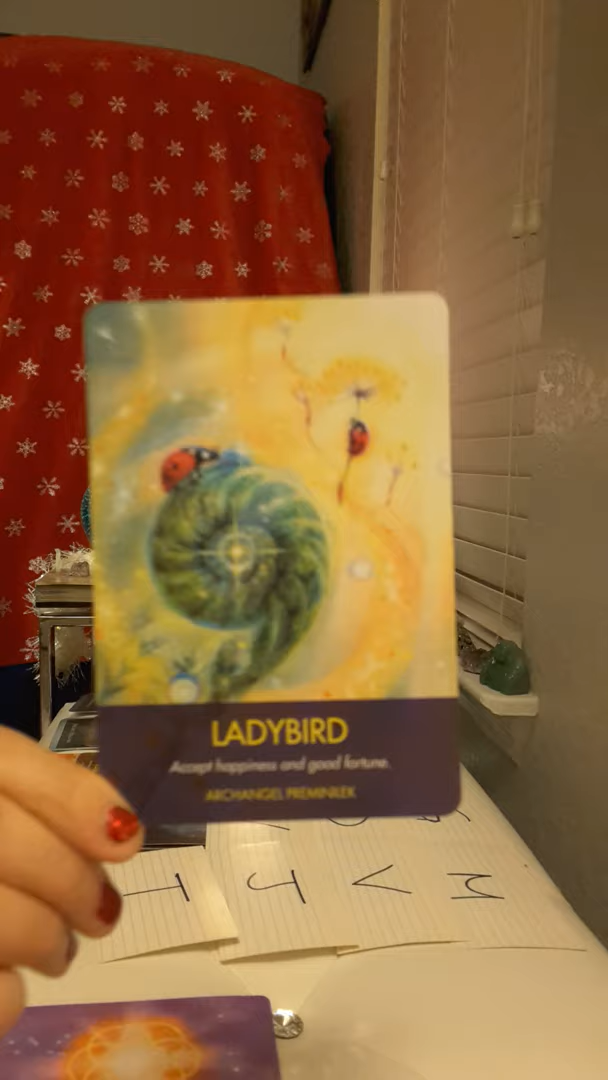 LADYBIRD
Accept happiness and good fortune.
ARCHANGEL PREMINILEK
I J V M